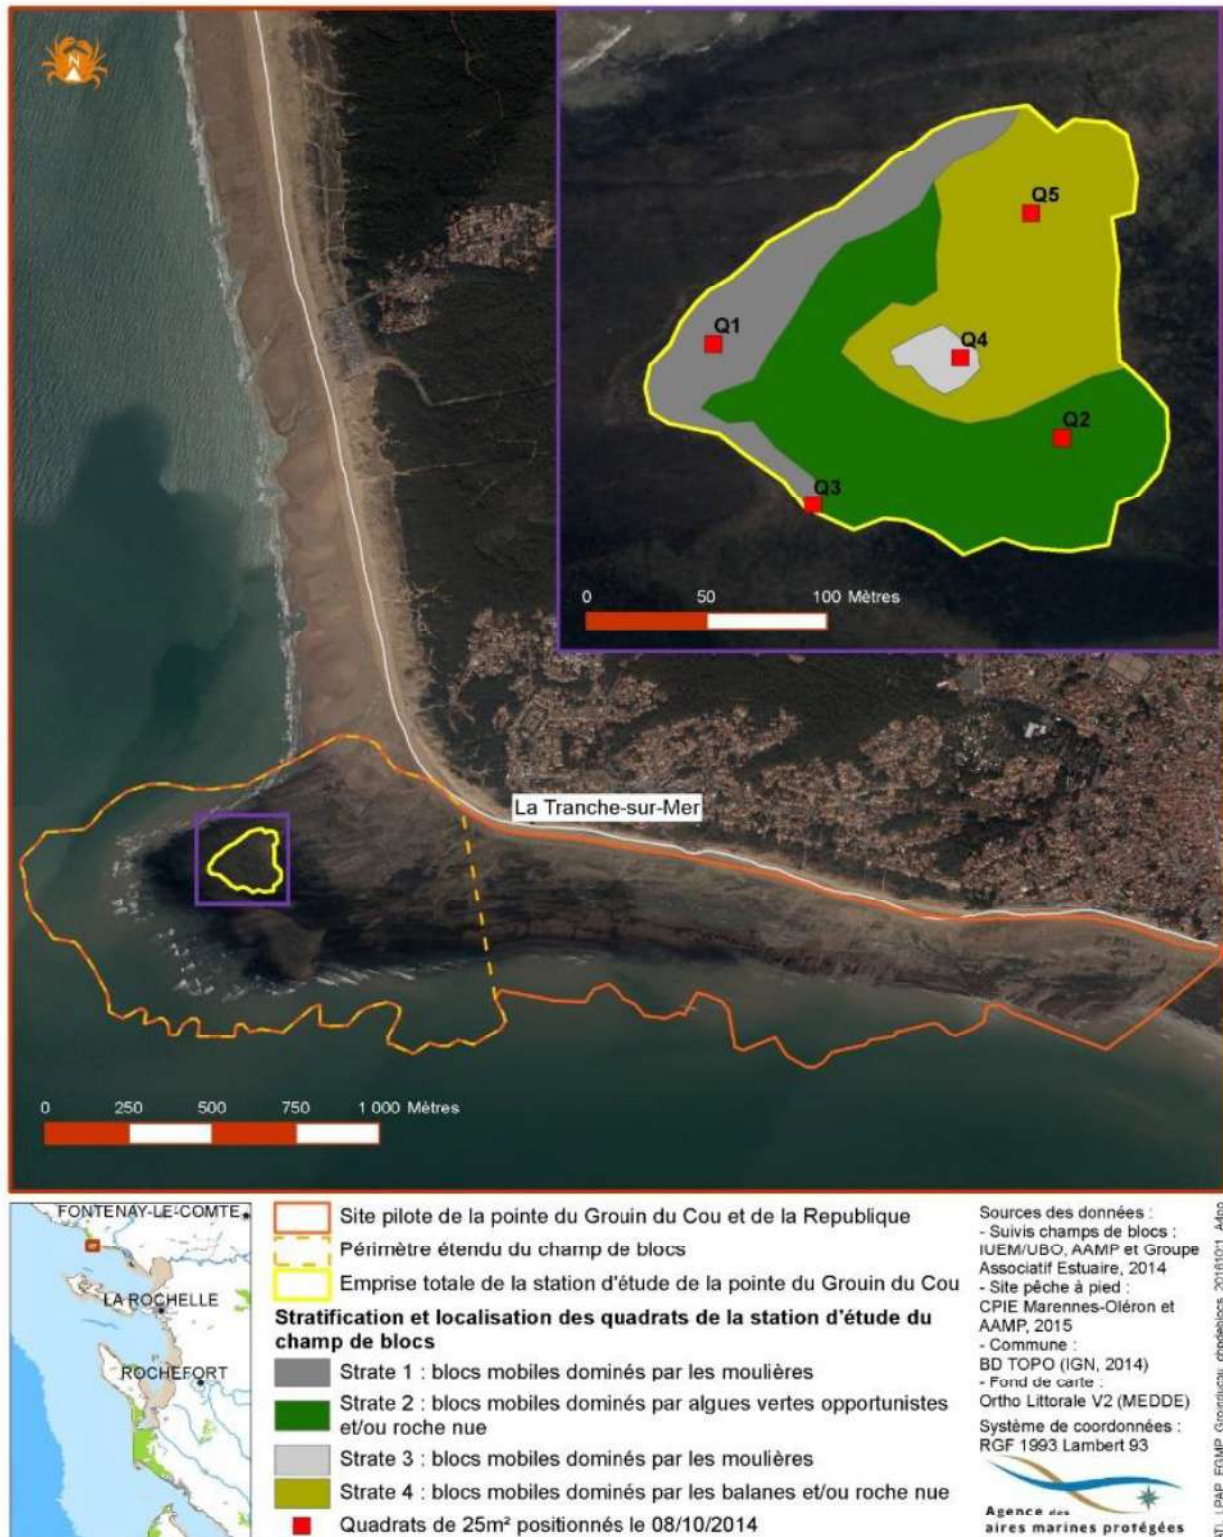 N
Q5
Q1
Q4
Q2
Q3
0 50 100 Mètres
La Tranche-sur-Mer
0 250 500 750 1 000 Mètres
FONTENAY-LE-COMTE
LA ROCHELLE
ROCHEFORT
Site pilote de la pointe du Grouin du Cou et de la Republique
Périmètre étendu du champ de blocs
Emprise totale de la station d'étude de la pointe du Grouin du Cou
Stratification et localisation des quadrats de la station d'étude du
champ de blocs
Strate 1 : blocs mobiles dominés par les moulières
Strate 2 : blocs mobiles dominés par algues vertes opportunistes
et/ou roche nue
Strate 3 : blocs mobiles dominés par les moulières
Strate 4 : blocs mobiles dominés par les balanes et/ou roche nue
Quadrats de 25m² positionnés le 08/10/2014
Sources des données :
- Suivis champs de blocs :
IUEM/UBO, AAMP et Groupe
Associatif Estuaire, 2014
- Site pêche à pied :
CPIE Marennes-Oléron et
AAMP, 2015
- Commune :
BD TOPO (IGN, 2014)
- Fond de carte :
Ortho Littorale V2 (MEDDE)
Système de coordonnées :
RGF 1993 Lambert 93
Agence des
aires marines protégées